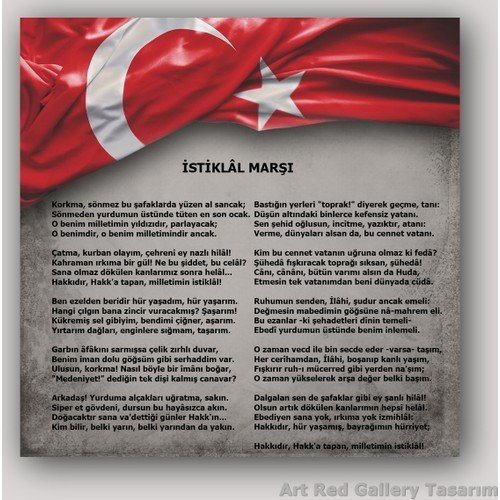 İSTİKLÂL MARŞI
Korkma, sönmez bu şafaklarda yüzen al sancak;
Sönmeden yurdumun üstünde tüten en son ocak.
O benim milletimin yıldızıdır, parlayacak;
O benimdir, o benim milletimindir ancak.
Çatma, kurban olayım, çehreni ey nazlı hilâl!
Kahraman ırkıma bir gül! Ne bu şiddet, bu celâl?
Sana olmaz dökülen kanlarımız sonra helâl...
Hakkıdır, Hakk'a tapan, milletimin istiklâl!
Ben ezelden beridir hür yaşadım, hür yaşarım.
Hangi çılgın bana zincir vuracakmış? Şaşarım!
Kükremiş sel gibiyim, bendimi çiğner, aşarım.
Yırtarım dağları, enginlere sığmam, taşarım.
Garbın âfâkını sarmışsa çelik zırhlı duvar,
Benim iman dolu göğsüm gibi serhaddim var.
Ulusun, korkma! Nasıl böyle bir imânı boğar,
"Medeniyet!" dediğin tek dişi kalmış canavar?
Arkadaş! Yurduma alçakları uğratma, sakın.
Siper et gövdeni, dursun bu hayâsızca akın.
Doğacaktır sana va'dettiği günler Hakk'ın...
Kim bilir, belki yarın, belki yarından da yakın.
Bastığın yerleri "toprak!" diyerek geçme, tanı:
Düşün altındaki binlerce kefensiz yatanı.
Sen şehid oğlusun, incitme, yazıktır, atanı:
Verme, dünyaları alsan da, bu cennet vatanı.
Kim bu cennet vatanın uğruna olmaz ki fedâ?
Şühedâ fışkıracak toprağı sıksan, şühedâ!
Cânı, cânânı, bütün varımı alsın da Huda,
Etmesin tek vatanımdan beni dünyada cüdâ.
Ruhumun senden, İlâhi, şudur ancak emeli:
Değmesin mabedimin göğsüne nâ-mahrem eli.
Bu ezanlar -ki şehadetleri dinin temeli-
Ebedî yurdumun üstünde benim inlemeli.
O zaman vecd ile bin secde eder -varsa- taşım,
Her cerîhamdan, İlâhi, boşanıp kanlı yaşım,
Fışkırır ruh-ı mücerred gibi yerden na'şım;
O zaman yükselerek arşa değer belki başım.
Dalgalan sen de şafaklar gibi ey şanlı hilâl!
Olsun artık dökülen kanlarımın hepsi helâl.
Ebediyen sana yok, ırkıma yok izmihlâl:
Hakkıdır, hür yaşamış, bayrağımın hürriyet;
Hakkıdır, Hakk'a tapan, milletimin istiklâl!
Art Red Gallery Tasarım